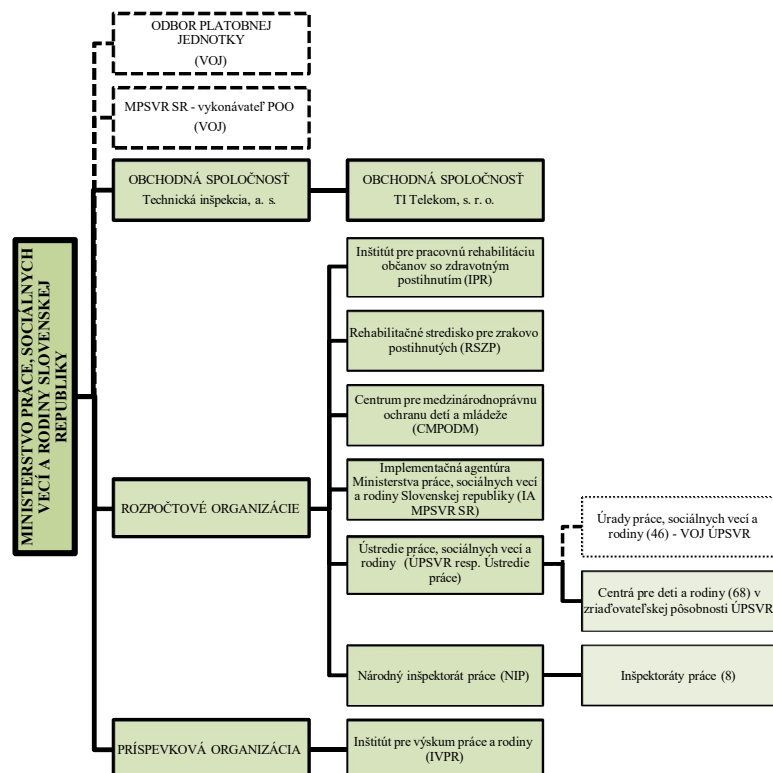 MINISTERSTVO PRÁCE, SOCIÁLNYCH
VECÍ A RODINY SLOVENSKEJ
REPUBLIKY
ODBOR PLATOBNEJ
JEDNOTKY
(VOJ)
MPSVR SR - vykonávateľ POO
(VOJ)
OBCHODNÁ SPOLOČNOSŤ
Technická inšpekcia, a. s.
OBCHODNÁ SPOLOČNOSŤ
TI Telekom, s. r. o.
ROZPOČTOVÉ ORGANIZÁCIE
Inštitút pre pracovnú rehabilitáciu
občanov so zdravotným
postihnutím (IPR)
Rehabilitačné stredisko pre zrakovo
postihnutých (RSZP)
Centrum pre medzinárodnoprávnu
ochranu detí a mládeže
(CMPODM)
Implementačná agentúra
Ministerstva práce, sociálnych vecí
a rodiny Slovenskej republiky (IA
MPSVR SR)
Ústredie práce, sociálnych vecí a
rodiny (ÚPSVR resp. Ústredie
práce)
Úrady práce, sociálnych vecí a
rodiny (46) - VOJ ÚPSVR
Centrá pre deti a rodiny (68) v
zriaďovateľskej pôsobnosti ÚPSVR
Národný inšpektorát práce (NIP)
Inšpektoráty práce (8)
PRÍSPEVKOVÁ ORGANIZÁCIA
Inštitút pre výskum práce a rodiny
(IVPR)